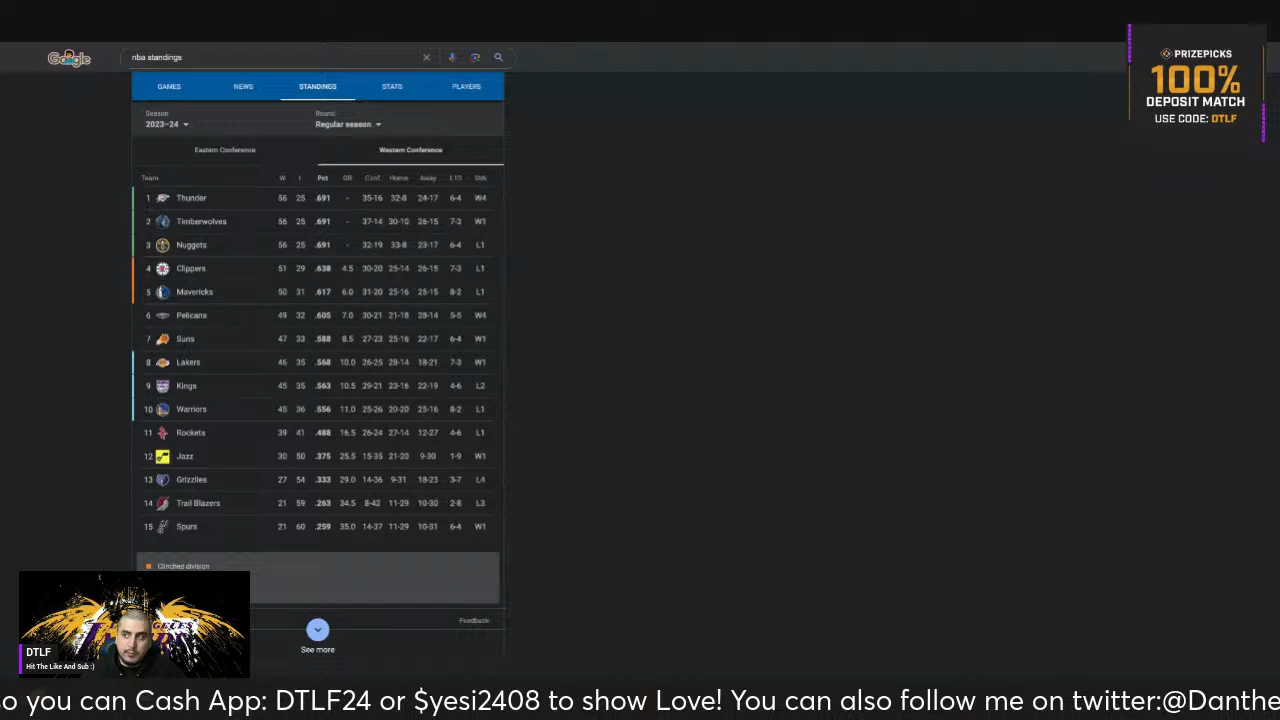 PRIZEPICKS
100%
DEPOSIT MATCH
USE CODE: DTLF
Google
nba standings
GAMES NEWS STANDINGS STATS PLAYERS
Season Round
2023–24 Regular season
Eastern Conference Western Conference
Team W L Pct GB Conf Home Away L10 Strk
1 Thunder 56 25 .691 - 35-16 32-8 24-17 6-4 W4
2 Timberwolves 56 25 .691 - 37-14 30-10 26-15 7-3 W1
3 Nuggets 56 25 .691 - 32-19 33-8 23-17 6-4 L1
4 Clippers 51 29 .638 4.5 30-20 25-14 26-15 7-3 L1
5 Mavericks 50 31 .617 6.0 31-20 25-16 25-15 8-2 L1
6 Pelicans 49 32 .605 7.0 30-21 21-18 28-14 5-5 W4
7 Suns 47 33 .588 8.5 27-23 25-16 22-17 6-4 W1
8 Lakers 46 35 .568 10.0 26-25 28-14 18-21 7-3 W1
9 Kings 45 35 .563 10.5 29-21 23-16 22-19 4-6 L2
10 Warriors 45 36 .556 11.0 25-26 20-20 25-16 8-2 L1
11 Rockets 39 41 .488 16.5 26-24 27-14 12-27 4-6 L1
12 Jazz 30 50 .375 25.5 15-35 21-20 9-30 1-9 W1
13 Grizzlies 27 54 .333 29.0 14-36 9-31 18-23 3-7 L4
14 Trail Blazers 21 59 .263 34.5 8-42 11-29 10-30 2-8 L3
15 Spurs 21 60 .259 35.0 14-37 11-29 10-31 6-4 W1
Clinched division
Feedback
See more
DTLF
Hit The Like And Sub :)
so you can Cash App: DTLF24 or $yesi2408 to show Love! You can also follow me on twitter:@Danthe